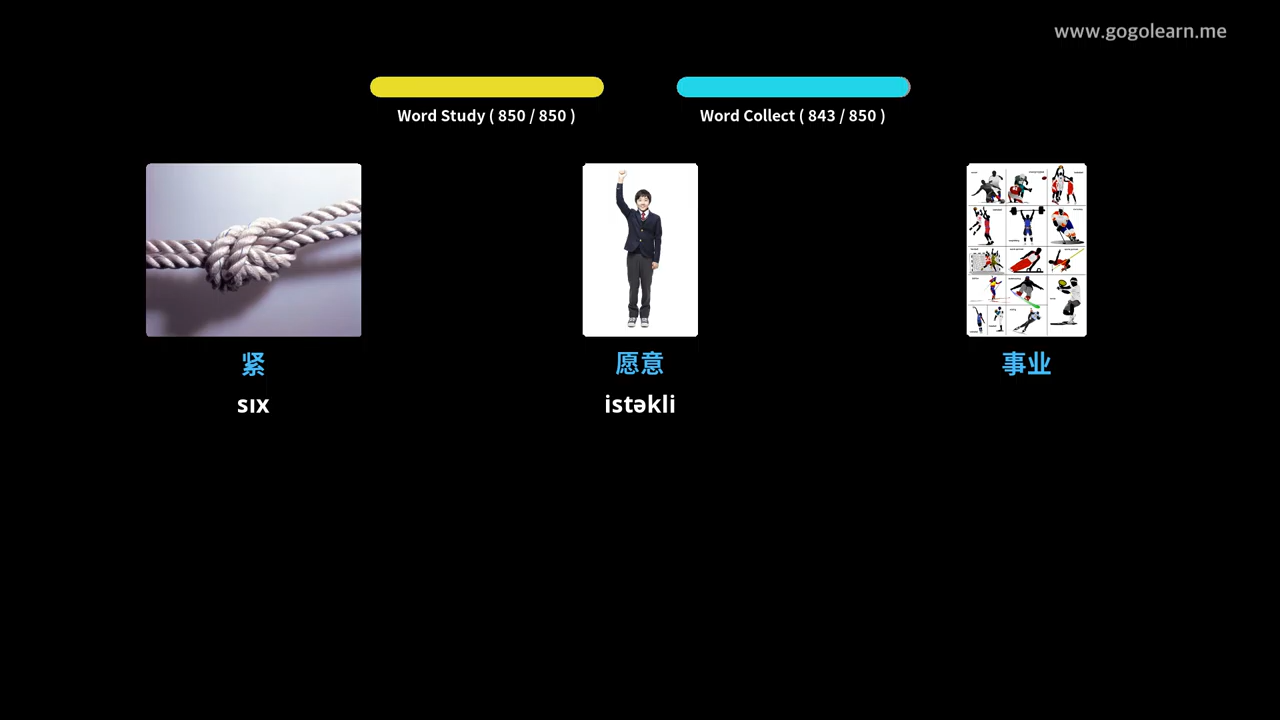 www.gogolearn.me
Word Study ( 850 / 850 )
Word Collect ( 843 / 850 )
紧
愿意
事业
sıx
istəkli